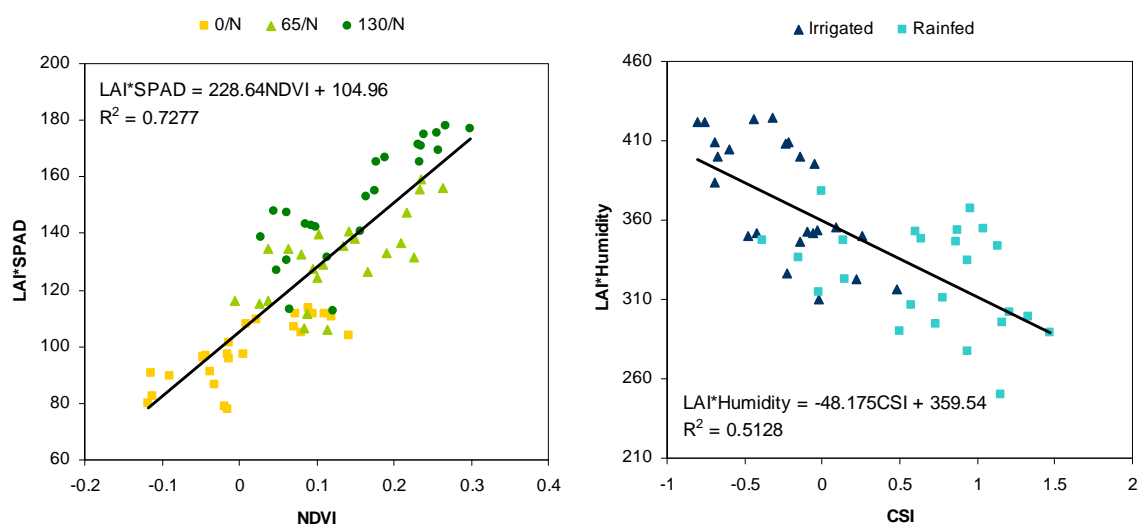 0/N 65/N 130/N
LAI*SPAD = 228.64NDVI + 104.96
R² = 0.7277
LAI*SPAD
200
180
160
140
120
100
80
60
-0.2 -0.1 0 0.1 0.2 0.3 0.4
NDVI
Irrigated Rainfed
LAI*Humidity
460
410
360
310
260
210
LAI*Humidity = -48.175CSI + 359.54
R² = 0.5128
-1 -0.5 0 0.5 1 1.5 2
CSI